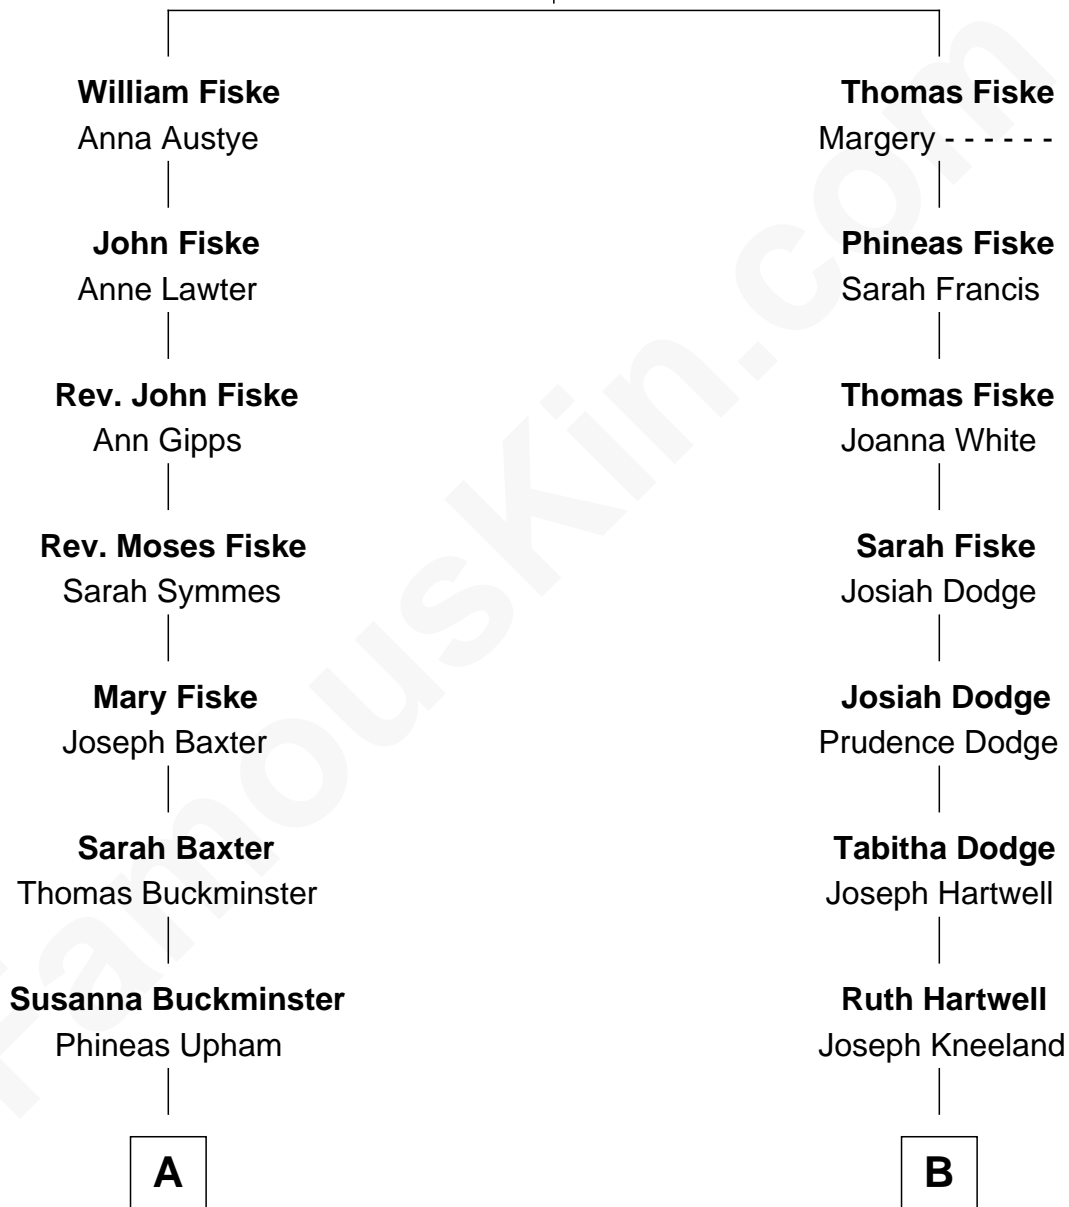 William Fiske
Anna Austye
John Fiske
Anne Lawter
Rev. John Fiske
Ann Gipps
Rev. Moses Fiske
Sarah Symmes
Mary Fiske
Joseph Baxter
Sarah Baxter
Thomas Buckminster
Susanna Buckminster
Phineas Upham
A
Thomas Fiske
Margery - - - - - -
Phineas Fiske
Sarah Francis
Thomas Fiske
Joanna White
Sarah Fiske
Josiah Dodge
Josiah Dodge
Prudence Dodge
Tabitha Dodge
Joseph Hartwell
Ruth Hartwell
Joseph Kneeland
B
FamousKin.com